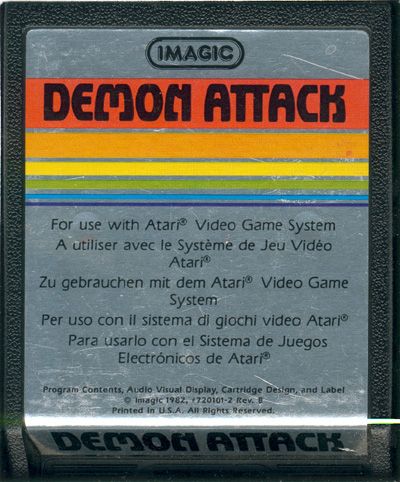 IMAGIC
DEMON ATTACK
For use with Atari® Video Game System
A utiliser avec le Système de Jeu Vidéo
Atari®
Zu gebrauchen mit dem Atari® Video Game
System
Per uso con il sistema di giochi video Atari®
Para usarlo con el Sistema de Juegos
Electrónicos de Atari®
Program Contents, Audio Visual Display, Cartridge Design, and Label
© Imagic 1982, #720101-2 Rev. B
Printed in U.S.A. All Rights Reserved.
DEMON ATTACK